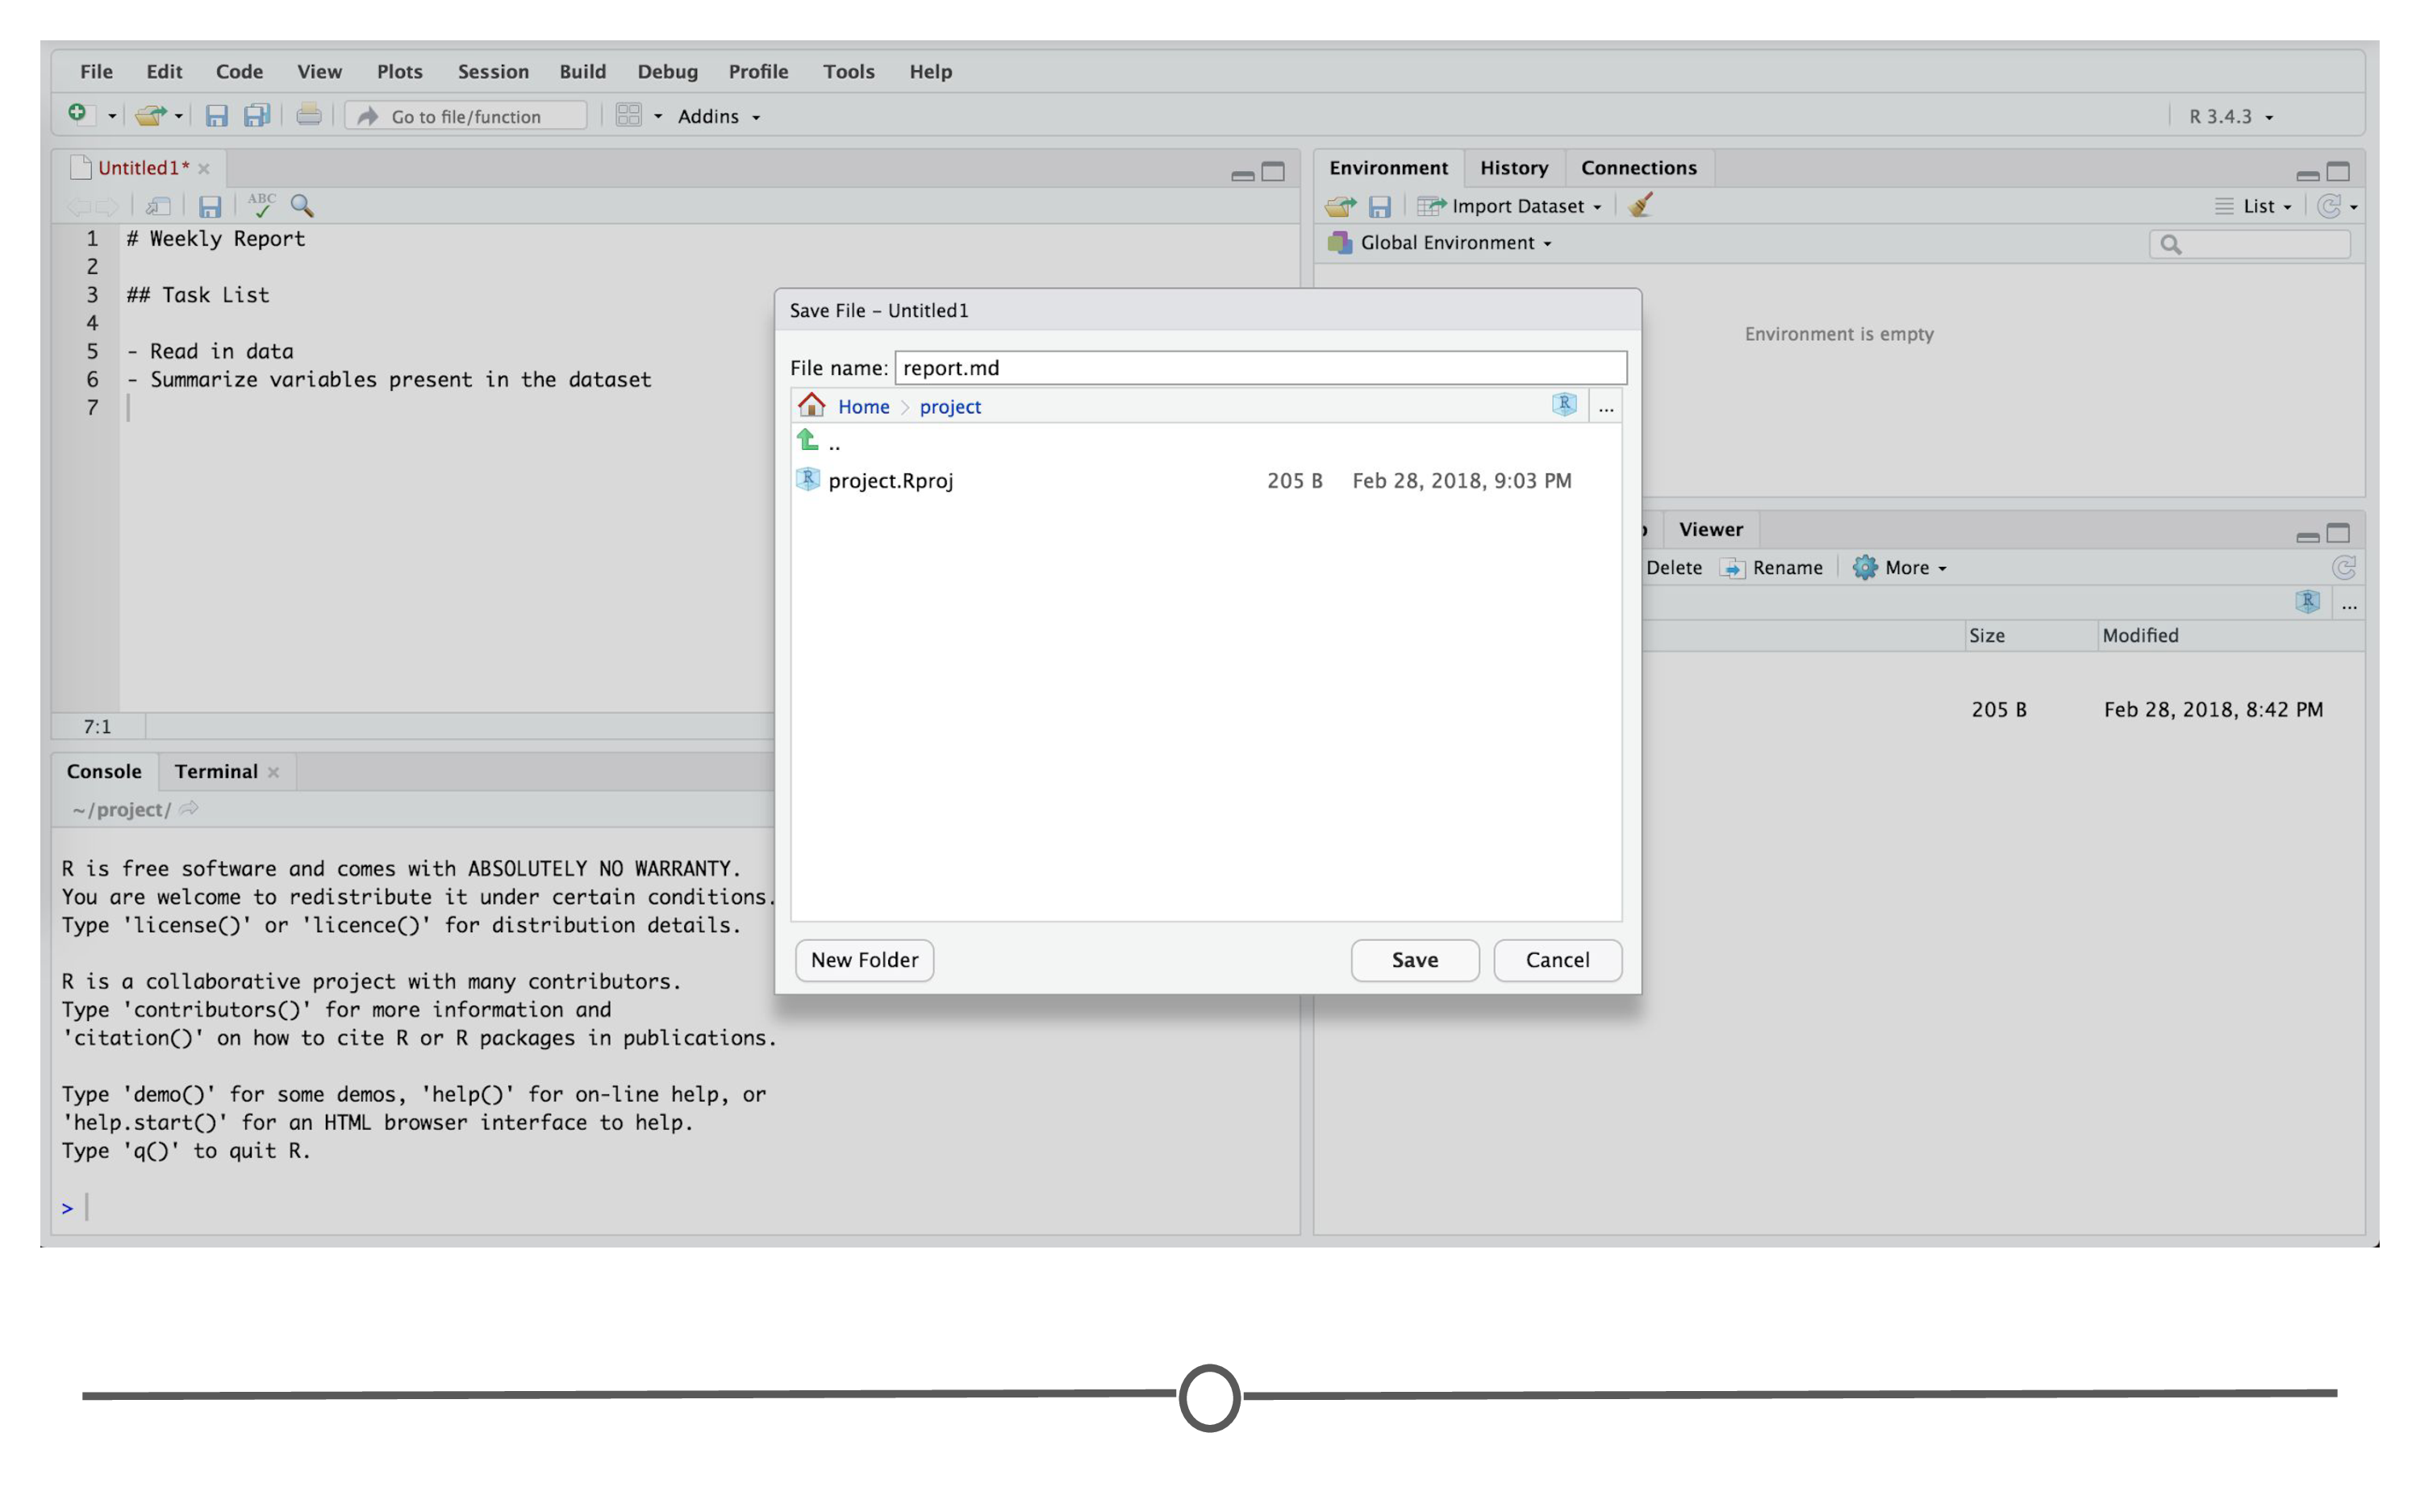 File Edit Code View Plots Session Build Debug Profile Tools Help
Go to file/function Addins R 3.4.3
Untitled1*
ABC
1 # Weekly Report
2
3 ## Task List
4
5 - Read in data
6 - Summarize variables present in the dataset
7
7:1
Console Terminal
~/project/
R is free software and comes with ABSOLUTELY NO WARRANTY.
You are welcome to redistribute it under certain conditions.
Type 'license()' or 'licence()' for distribution details.
R is a collaborative project with many contributors.
Type 'contributors()' for more information and
'citation()' on how to cite R or R packages in publications.
Type 'demo()' for some demos, 'help()' for on-line help, or
'help.start()' for an HTML browser interface to help.
Type 'q()' to quit R.
>
Save File – Untitled1
File name: report.md
Home > project R ...
..
R project.Rproj 205 B Feb 28, 2018, 9:03 PM
New Folder Save Cancel
Environment History Connections
Import Dataset List
Global Environment
Environment is empty
Viewer
Delete Rename More
R ...
Size Modified
205 B Feb 28, 2018, 8:42 PM